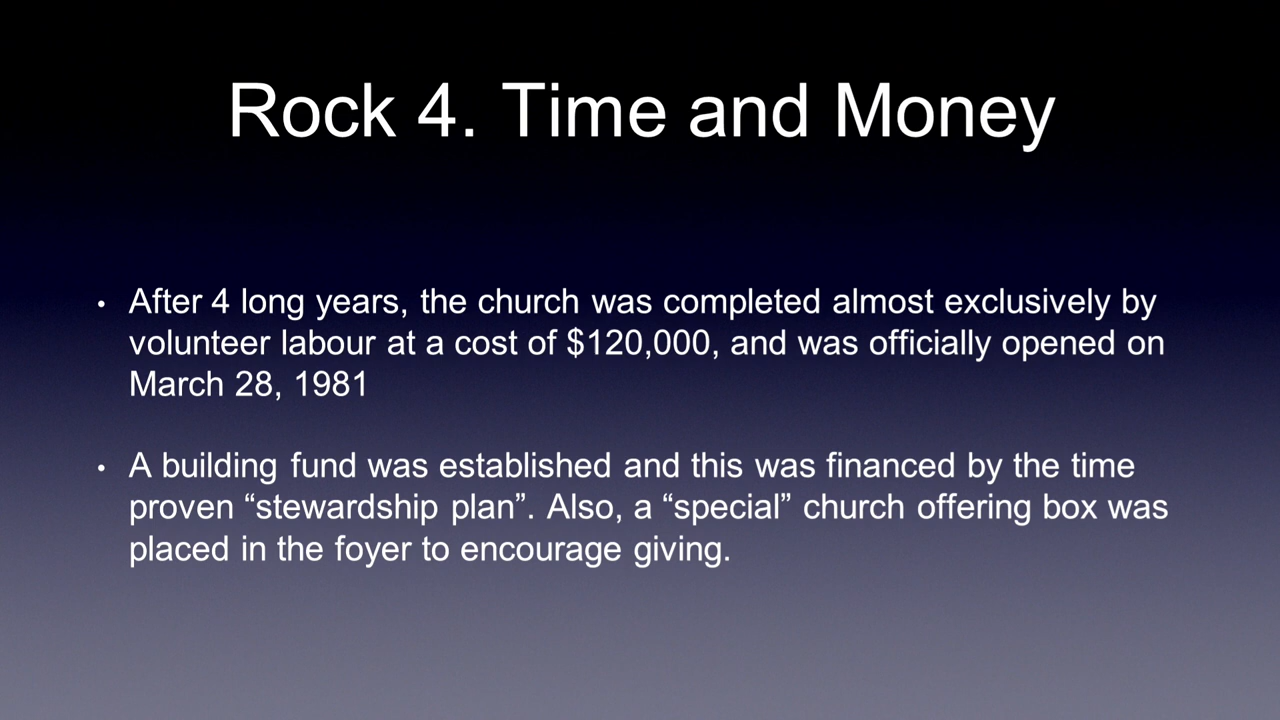 Rock 4. Time and Money
• After 4 long years, the church was completed almost exclusively by
volunteer labour at a cost of $120,000, and was officially opened on
March 28, 1981
• A building fund was established and this was financed by the time
proven “stewardship plan”. Also, a “special” church offering box was
placed in the foyer to encourage giving.